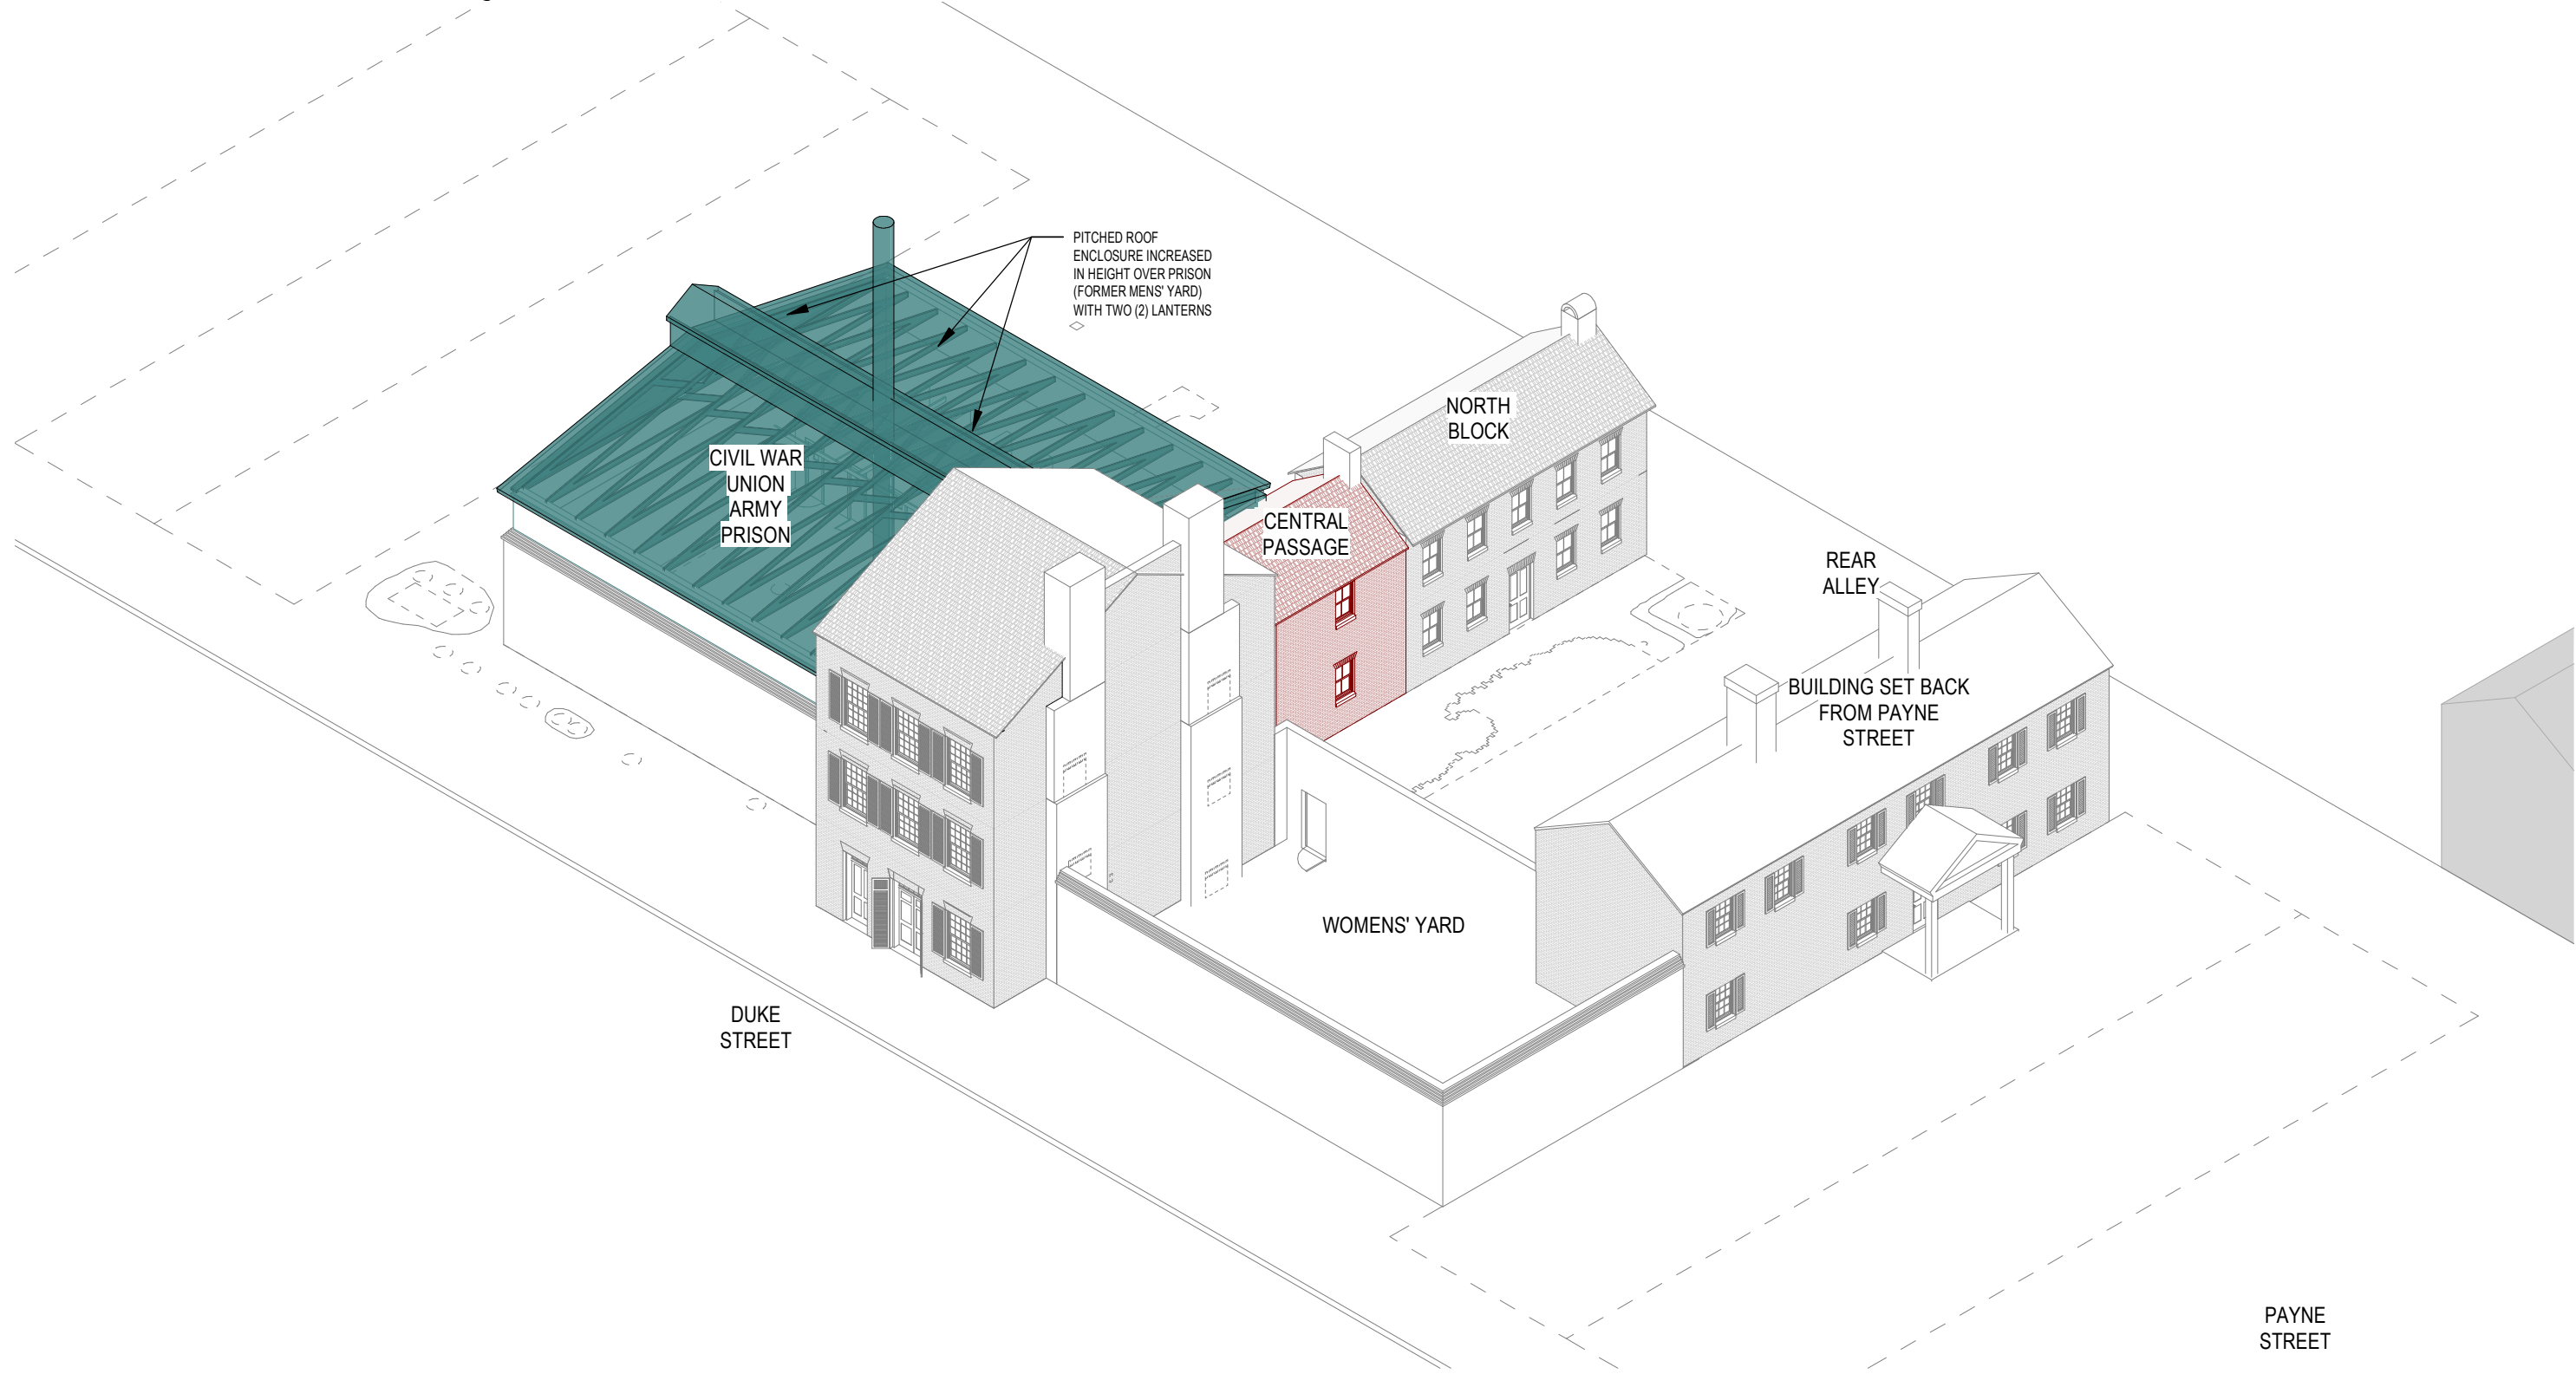 PITCHED ROOF
ENCLOSURE INCREASED
IN HEIGHT OVER PRISON
(FORMER MENS' YARD)
WITH TWO (2) LANTERNS
NORTH
BLOCK
CIVIL WAR
UNION
ARMY
PRISON
CENTRAL
PASSAGE
REAR
ALLEY
BUILDING SET BACK
FROM PAYNE
STREET
WOMENS' YARD
DUKE
STREET
PAYNE
STREET